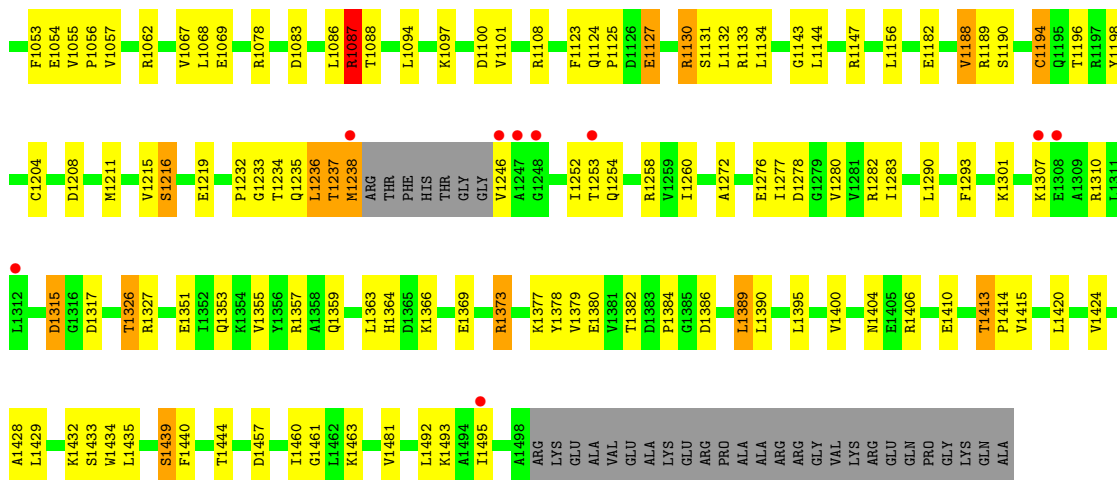 F1053 E1054 V1055 P1056 V1057 R1062 V1067 L1068 E1069 R1078 D1083 L1086 R1087 T1088 L1094 K1097 D1100 V1101 R1108 F1123 Q1124 P1125 D1126 E1127 R1130 S1131 L1132 R1133 L1134 G1143 L1144 R1147 L1156 E1182 V1188 R1189 S1190 C1194 Q1195 T1196 R1197 Y1198
C1204 D1208 M1211 V1215 S1216 E1219 P1232 G1233 T1234 Q1235 L1236 T1237 M1238 ARG THR PHE HIS THR GLY GLY V1246 A1247 G1248 I1252 T1253 Q1254 R1258 V1259 I1260 A1272 E1276 I1277 D1278 G1279 V1280 V1281 R1282 I1283 L1290 F1293 K1301 K1307 E1308 A1309 R1310 L1311
L1312 D1315 G1316 D1317 T1326 R1327 E1351 I1352 Q1353 K1354 V1355 Y1356 R1357 A1358 Q1359 L1363 H1364 D1365 K1366 E1369 R1373 K1377 Y1378 V1379 E1380 V1381 T1382 D1383 P1384 G1385 D1386 L1389 L1390 L1395 V1400 N1404 E1405 R1406 E1410 T1413 P1414 V1415 L1420 V1424
A1428 L1429 K1432 S1433 W1434 L1435 S1439 F1440 T1444 D1457 I1460 G1461 L1462 K1463 V1481 L1492 K1493 A1494 I1495 A1498 ARG LYS GLU ALA VAL GLU ALA LYS GLU ARG PRO ALA ALA ARG ARG GLY VAL LYS ARG GLU GLN PRO GLY LYS GLN ALA